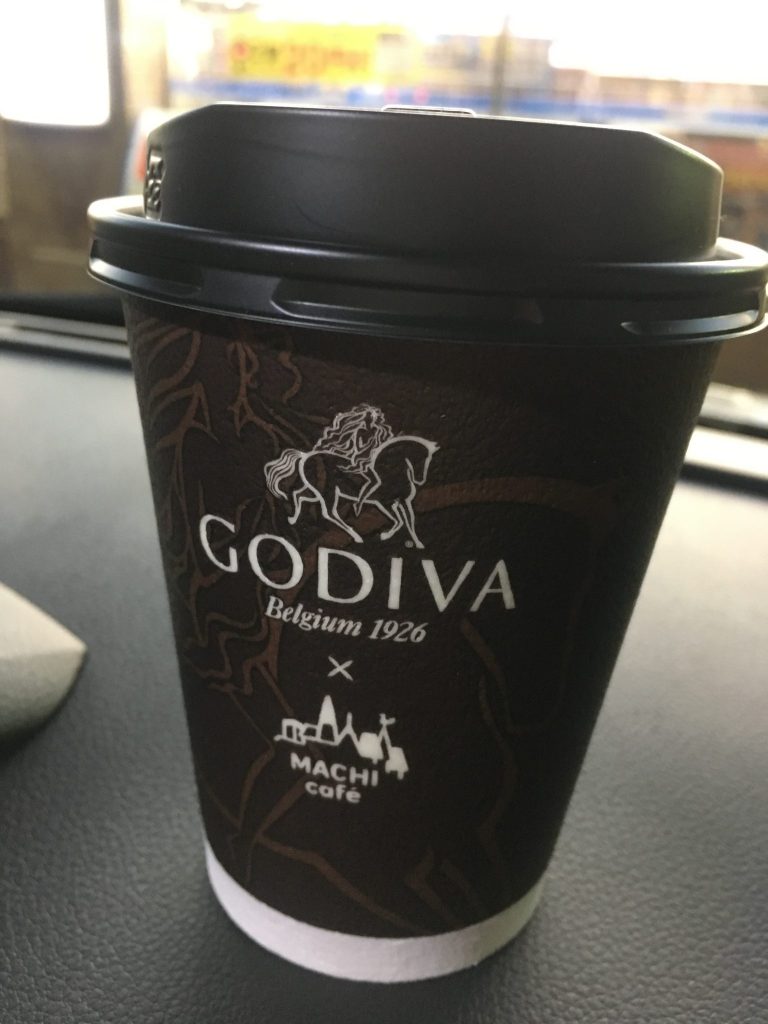 GODIVA
Belgium 1926
×
MACHI
café